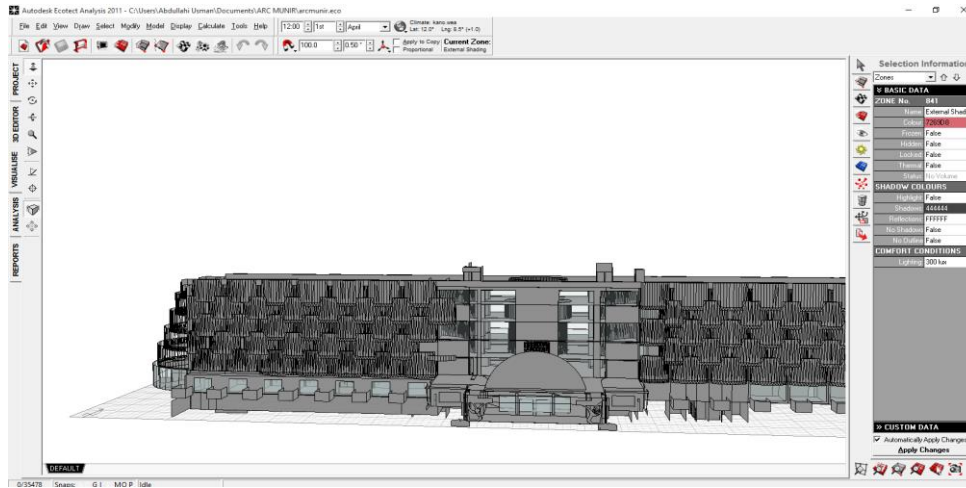 Autodesk Ecotect Analysis 2011 - C:\Users\Abdullahi Usman\Documents\ARC MUNIR\arcmunir.eco
File Edit View Draw Select Modify Model Display Calculate Tools Help
12:00 1st April
Climate: kano.wea
Lat: 12.0° Lng: 8.5° (+1.0)
100.0 0.50 °
Apply to Copy
Proportional
Current Zone:
External Shading
PROJECT
3D EDITOR
VISUALISE
ANALYSIS
REPORTS
Selection Information
Zones
BASIC DATA
ZONE No. 041
Name External Shad
Colour
Frozen False
Hidden False
Locked False
Thermal False
Status No Volume
SHADOW COLOURS
Highlight False
Shadows 444444
Reflections FFFFFF
No Shadows False
No Outline False
COMFORT CONDITIONS
Lighting 300
CUSTOM DATA
Automatically Apply Changes
Apply Changes
DEFAULT
0/35478 Snaps: G I M O P Idle